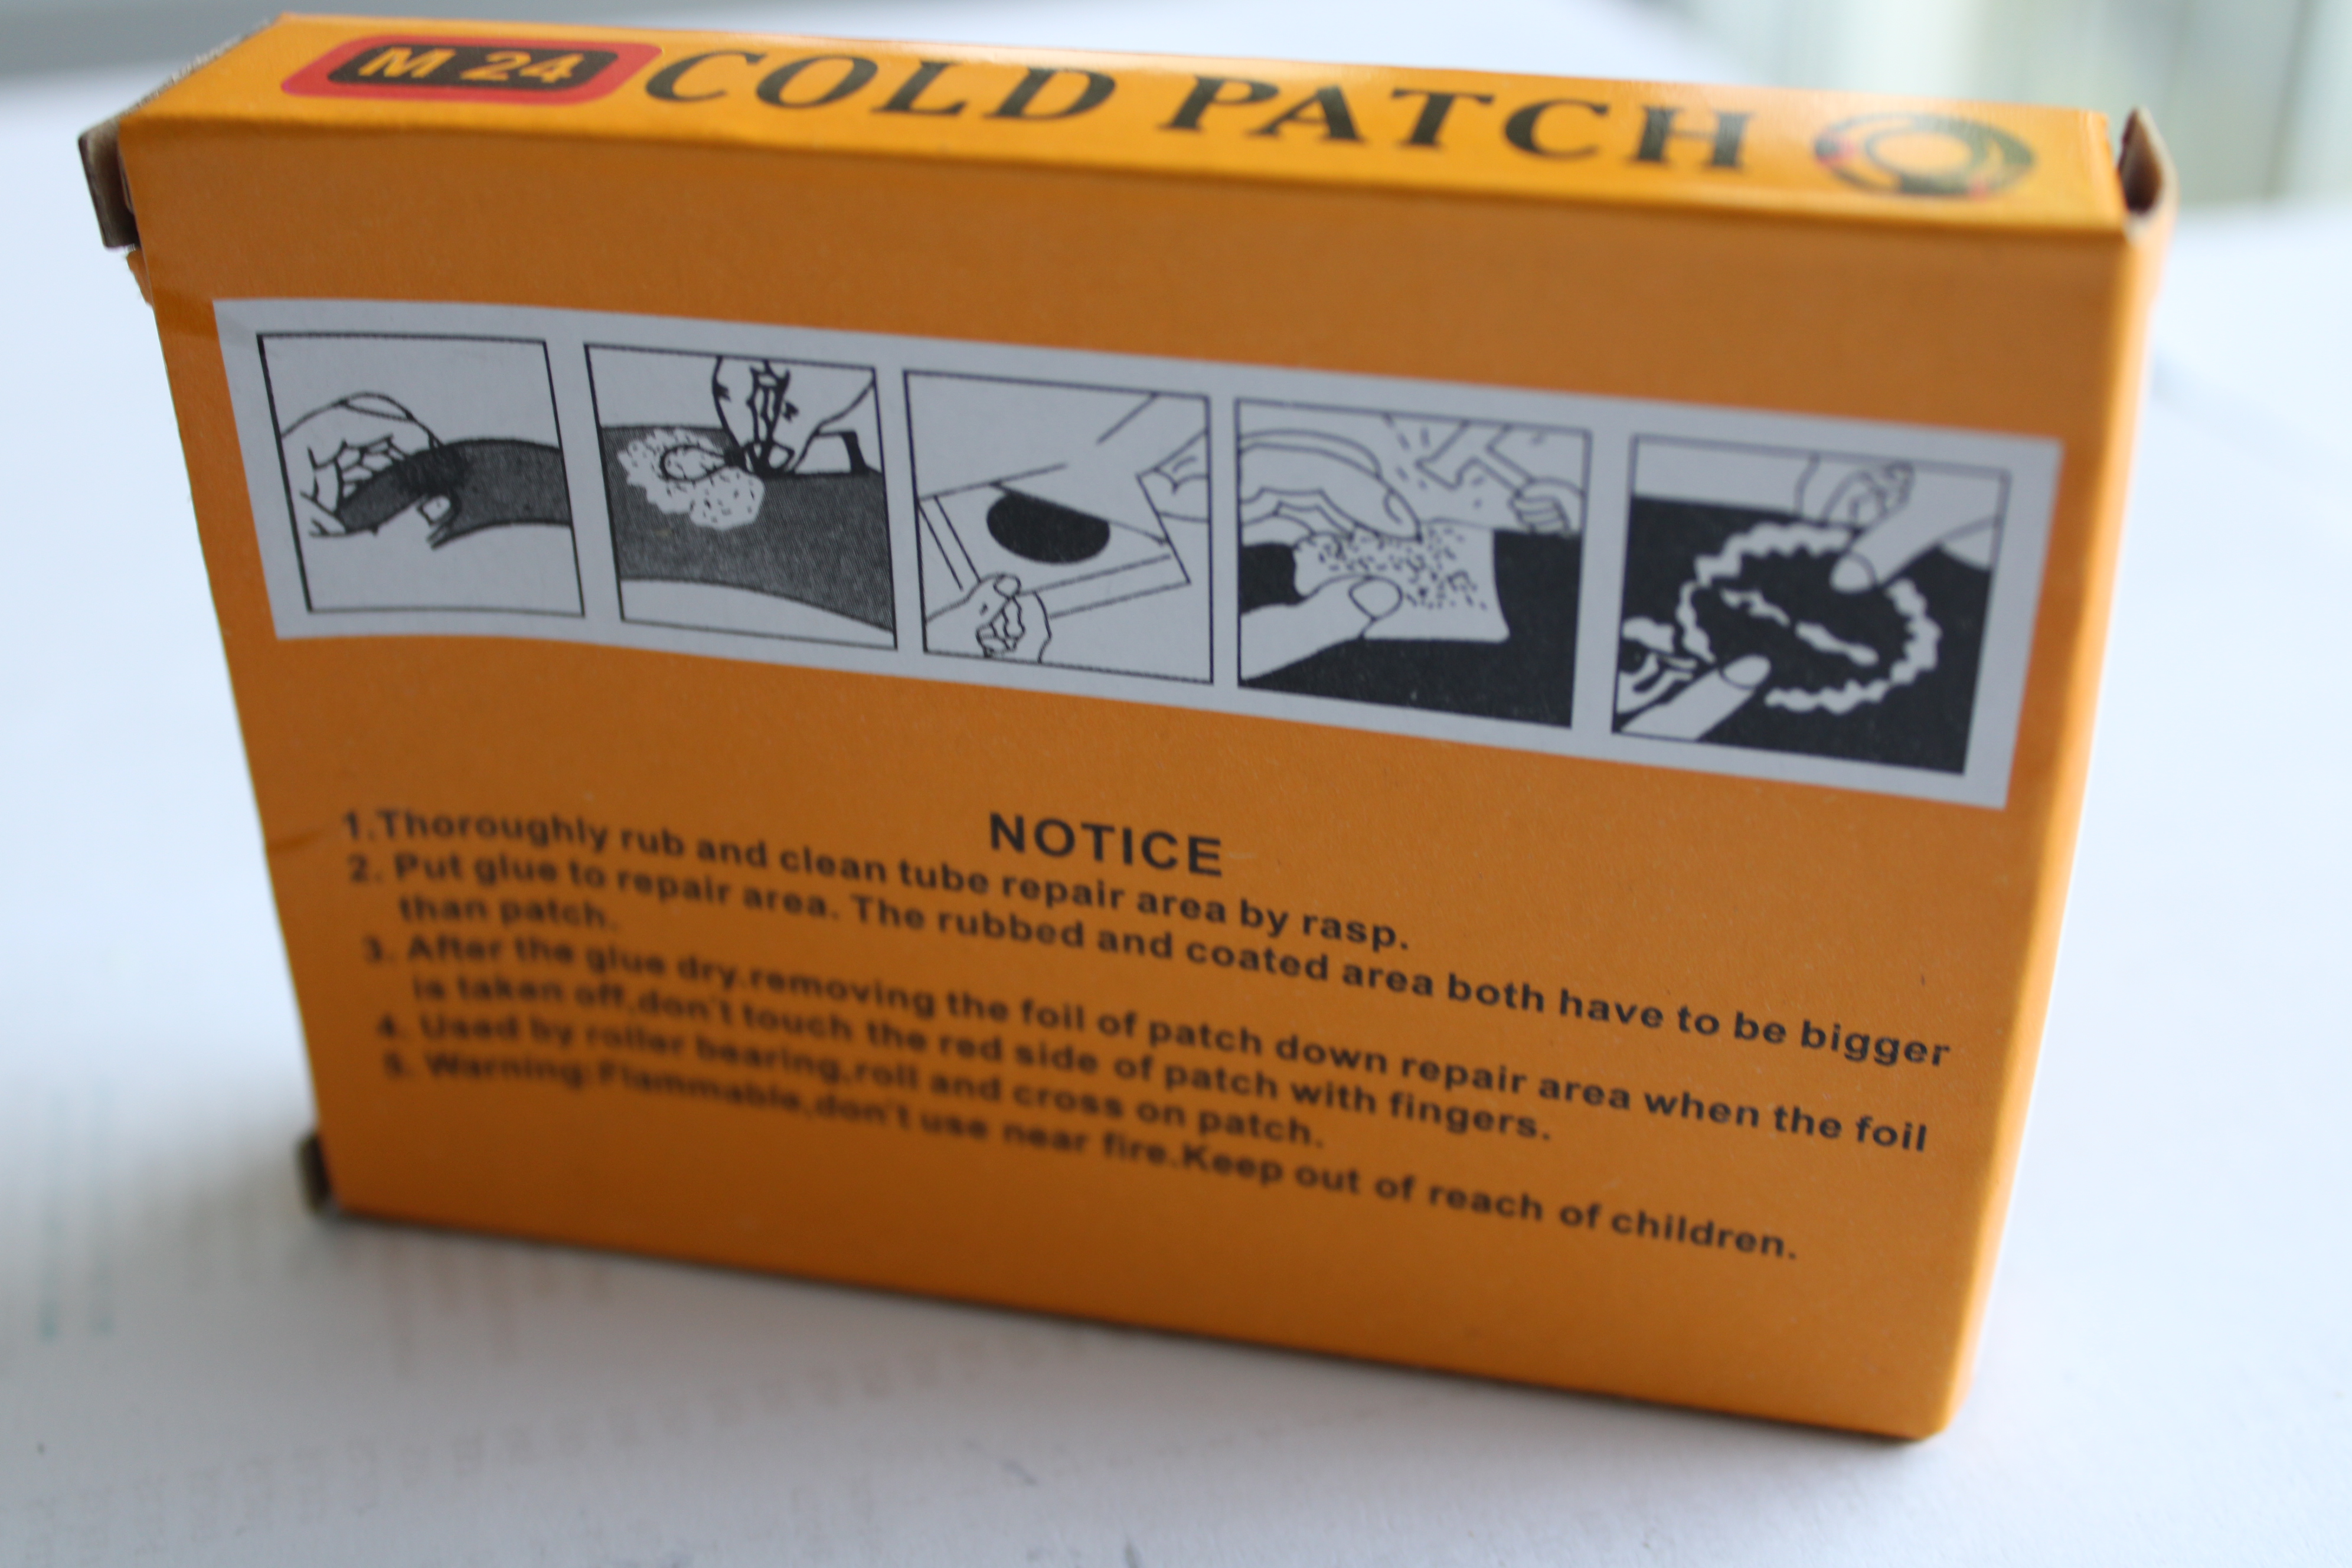 M 24 COLD PATCH
NOTICE
1.Thoroughly rub and clean tube repair area by rasp.
2. Put glue to repair area. The rubbed and coated area both have to be bigger
than patch.
3. After the glue dry.removing the foil of patch down repair area when the foil
is taken off,don't touch the red side of patch with fingers.
4. Used by roller bearing,roll and cross on patch.
5. Warning:Flammable,don't use near fire.Keep out of reach of children.